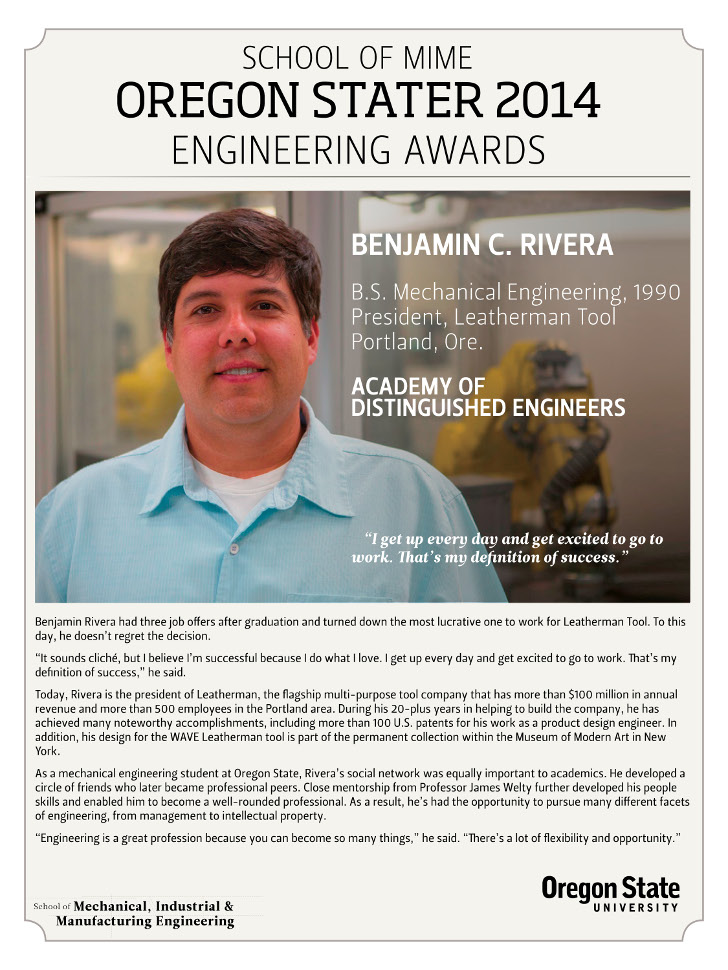 SCHOOL OF MIME
OREGON STATER 2014
ENGINEERING AWARDS
BENJAMIN C. RIVERA
B.S. Mechanical Engineering, 1990
President, Leatherman Tool
Portland, Ore.
ACADEMY OF
DISTINGUISHED ENGINEERS
“I get up every day and get excited to go to
work. That’s my definition of success.”
Benjamin Rivera had three job offers after graduation and turned down the most lucrative one to work for Leatherman Tool. To this
day, he doesn’t regret the decision.
“It sounds cliché, but I believe I’m successful because I do what I love. I get up every day and get excited to go to work. That’s my
definition of success,” he said.
Today, Rivera is the president of Leatherman, the flagship multi-purpose tool company that has more than $100 million in annual
revenue and more than 500 employees in the Portland area. During his 20-plus years in helping to build the company, he has
achieved many noteworthy accomplishments, including more than 100 U.S. patents for his work as a product design engineer. In
addition, his design for the WAVE Leatherman tool is part of the permanent collection within the Museum of Modern Art in New
York.
As a mechanical engineering student at Oregon State, Rivera’s social network was equally important to academics. He developed a
circle of friends who later became professional peers. Close mentorship from Professor James Welty further developed his people
skills and enabled him to become a well-rounded professional. As a result, he’s had the opportunity to pursue many different facets
of engineering, from management to intellectual property.
“Engineering is a great profession because you can become so many things,” he said. “There’s a lot of flexibility and opportunity.”
School of Mechanical, Industrial &
Manufacturing Engineering
Oregon State
UNIVERSITY